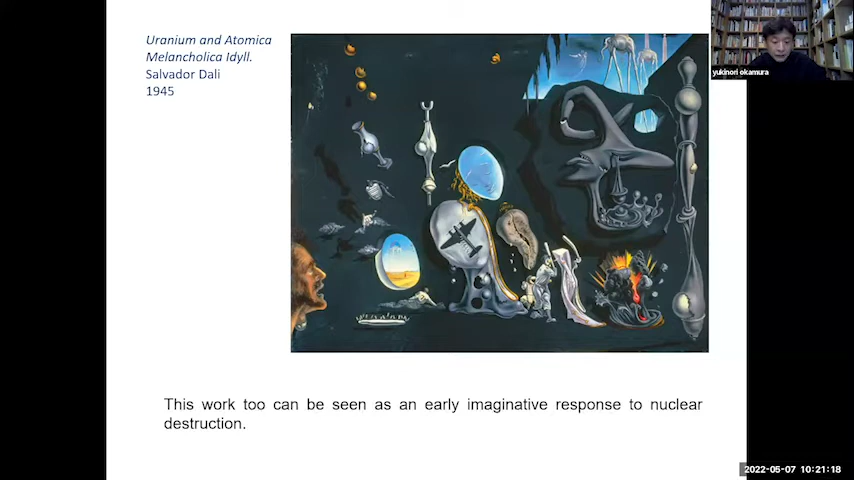 Uranium and Atomica
Melancholica Idyll.
Salvador Dali
1945
yukinori okamura
This work too can be seen as an early imaginative response to nuclear
destruction.
2022-05-07 10:21:18